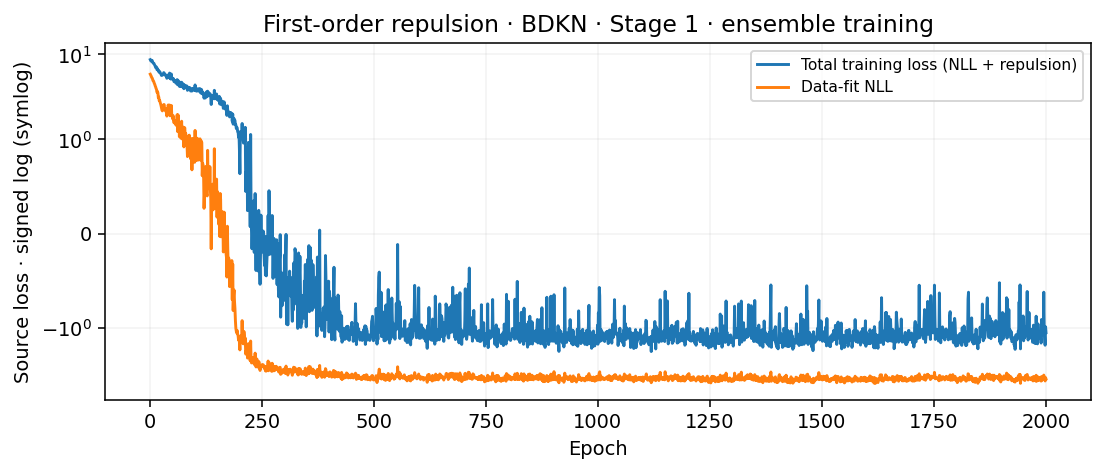 First-order repulsion · BDKN · Stage 1 · ensemble training
Source loss · signed log (symlog)
10¹
10⁰
0
−10⁰
Total training loss (NLL + repulsion)
Data-fit NLL
0 250 500 750 1000 1250 1500 1750 2000
Epoch